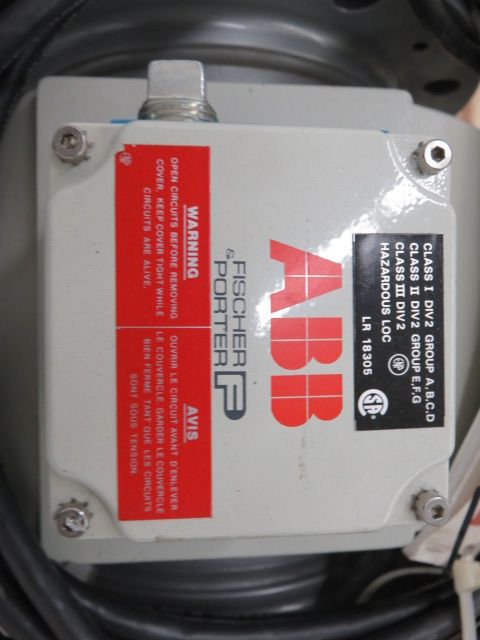 CLASS I DIV2 GROUP A,B,C,D
CLASS II DIV2 GROUP E,F,G
CLASS III DIV2
HAZARDOUS LOC
LR 18305
ABB
FISCHER
& PORTER
WARNING
OPEN CIRCUITS BEFORE REMOVING
COVER, KEEP COVER TIGHT WHILE
CIRCUITS ARE ALIVE.
AVIS
OUVRIR LE CIRCUIT AVANT D'ENLEVER
LE COUVERCLE, GARDER LE COUVERCLE
BIEN FERME TANT QUE LES CIRCUITS
SONT SOUS TENSION.